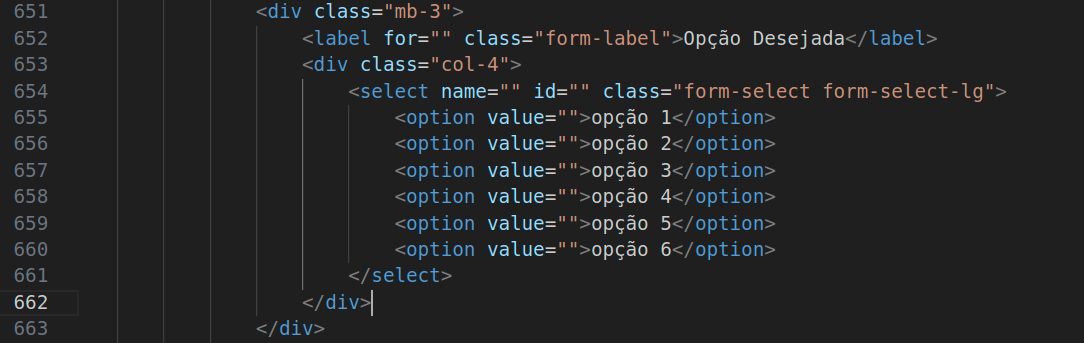 651 <div class="mb-3">
652 <label for="" class="form-label">Opção Desejada</label>
653 <div class="col-4">
654 <select name="" id="" class="form-select form-select-lg">
655 <option value="">opção 1</option>
656 <option value="">opção 2</option>
657 <option value="">opção 3</option>
658 <option value="">opção 4</option>
659 <option value="">opção 5</option>
660 <option value="">opção 6</option>
661 </select>
662 </div>
663 </div>